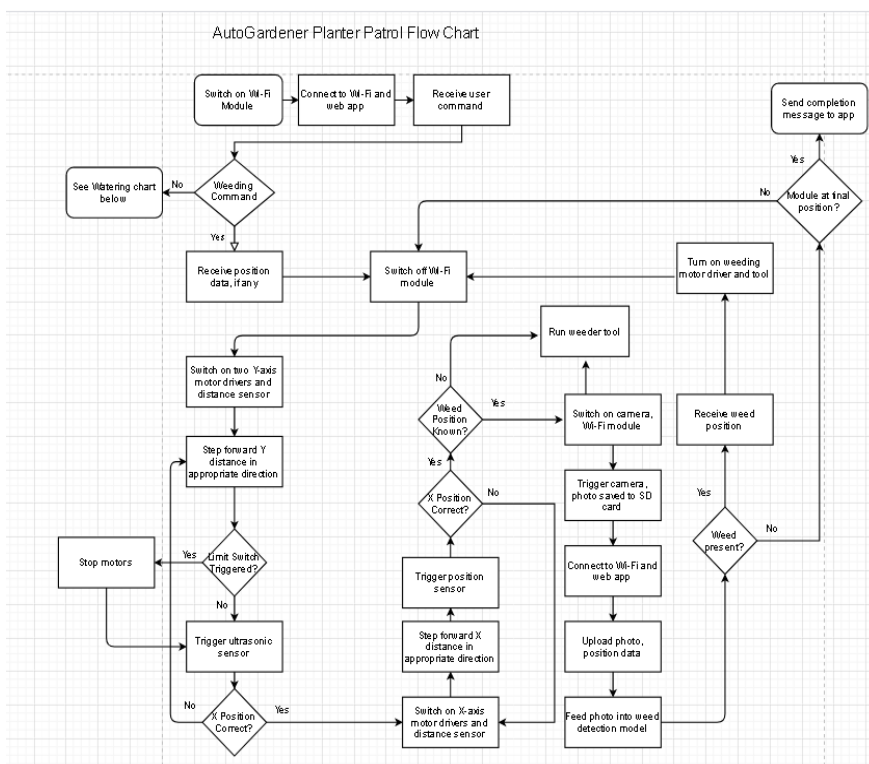 AutoGardener Planter Patrol Flow Chart
Switch on Wi-Fi
Module
Connect to Wi-Fi and
web app
Receive user
command
Send completion
message to app
Yes
Module at final
position?
No
See Watering chart
below
No
Weeding
Command
Yes
Receive position
data, if any
Switch off Wi-Fi
module
Turn on weeding
motor driver and tool
Run weeder tool
Switch on two Y-axis
motor drivers and
distance sensor
No
Weed
Position
Known?
Yes
Switch on camera,
Wi-Fi module
Receive weed
position
Step forward Y
distance in
appropriate direction
Yes
X Position
Correct?
No
Trigger camera,
photo saved to SD
card
Yes
Weed
present?
No
Stop motors
Yes
Limit Switch
Triggered?
No
Trigger position
sensor
Connect to Wi-Fi and
web app
Trigger ultrasonic
sensor
Step forward X
distance in
appropriate direction
Upload photo,
position data
No
X Position
Correct?
Yes
Switch on X-axis
motor drivers and
distance sensor
Feed photo into weed
detection model